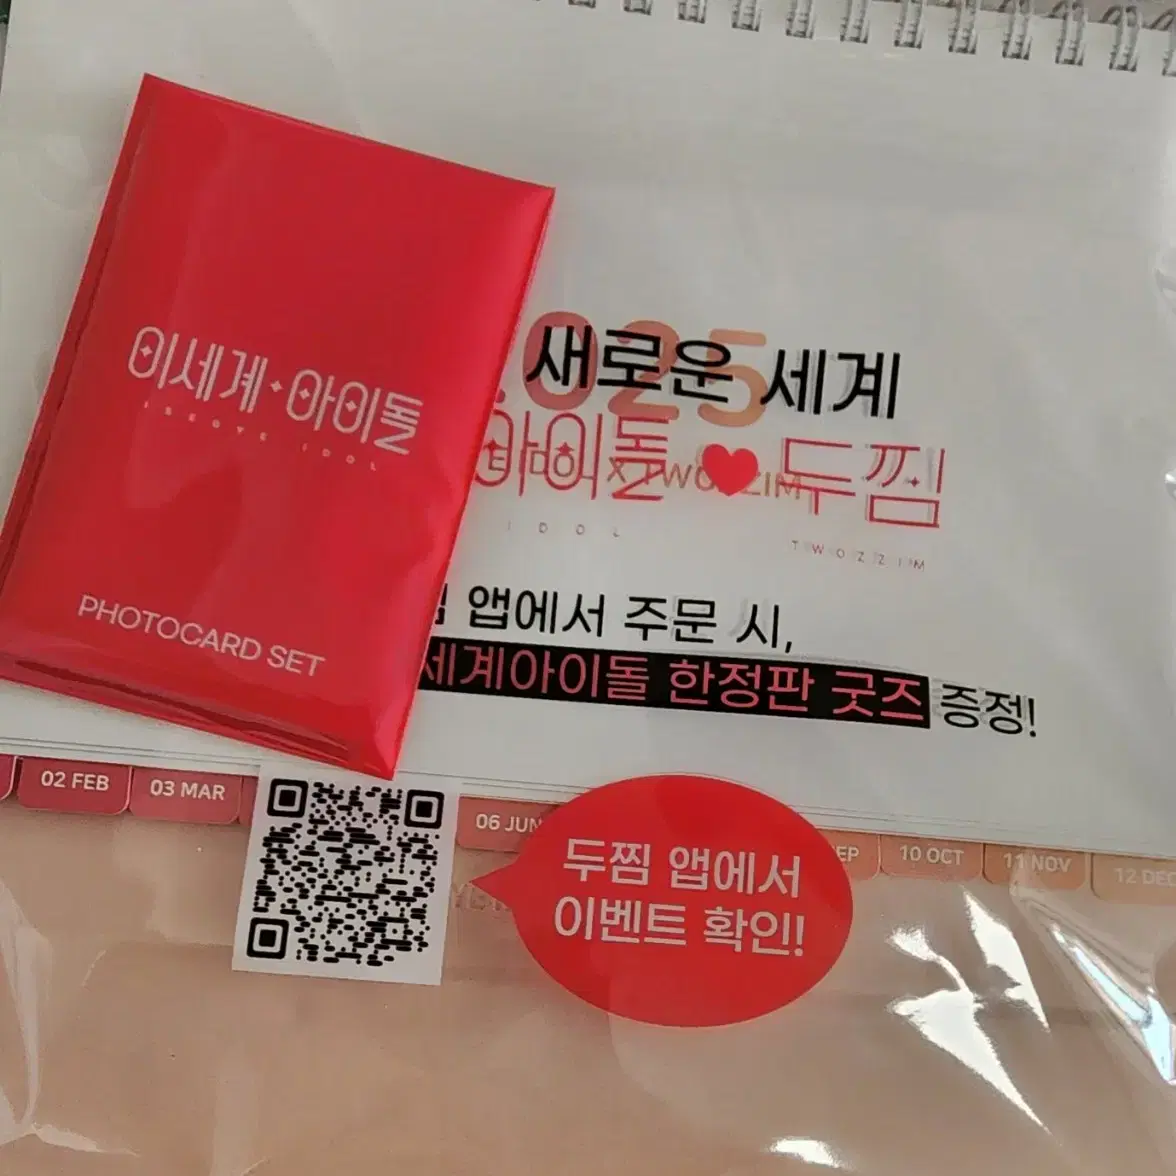 이세계아이돌
ISEGYE IDOL
PHOTOCARD SET
2025
새로운 세계
아이돌 ♥ 두찜
IDOL
TWOZZIM
앱에서 주문 시,
세계아이돌 한정판 굿즈 증정!
02 FEB
03 MAR
06 JUN
10 OCT
11 NOV
12 DEC
두찜 앱에서
이벤트 확인!